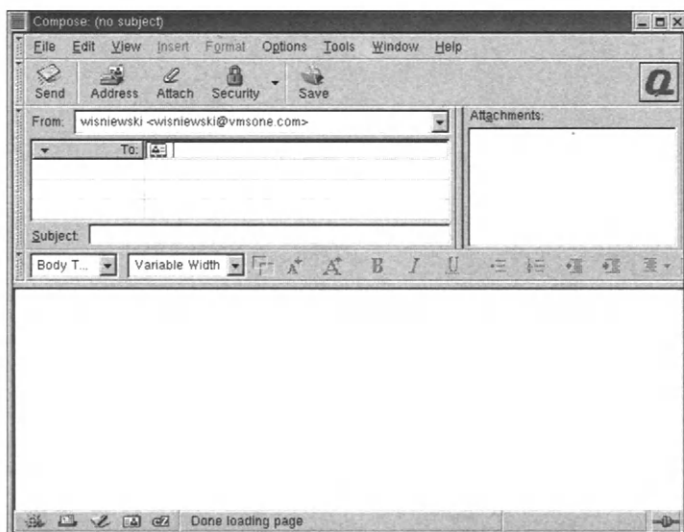 Compose: (no subject)
File Edit View Insert Format Options Tools Window Help
Send Address Attach Security Save
From: wisniewski <wisniewski@vmsone.com>
Attachments:
To:
Subject:
Body T... Variable Width B I U
Done loading page